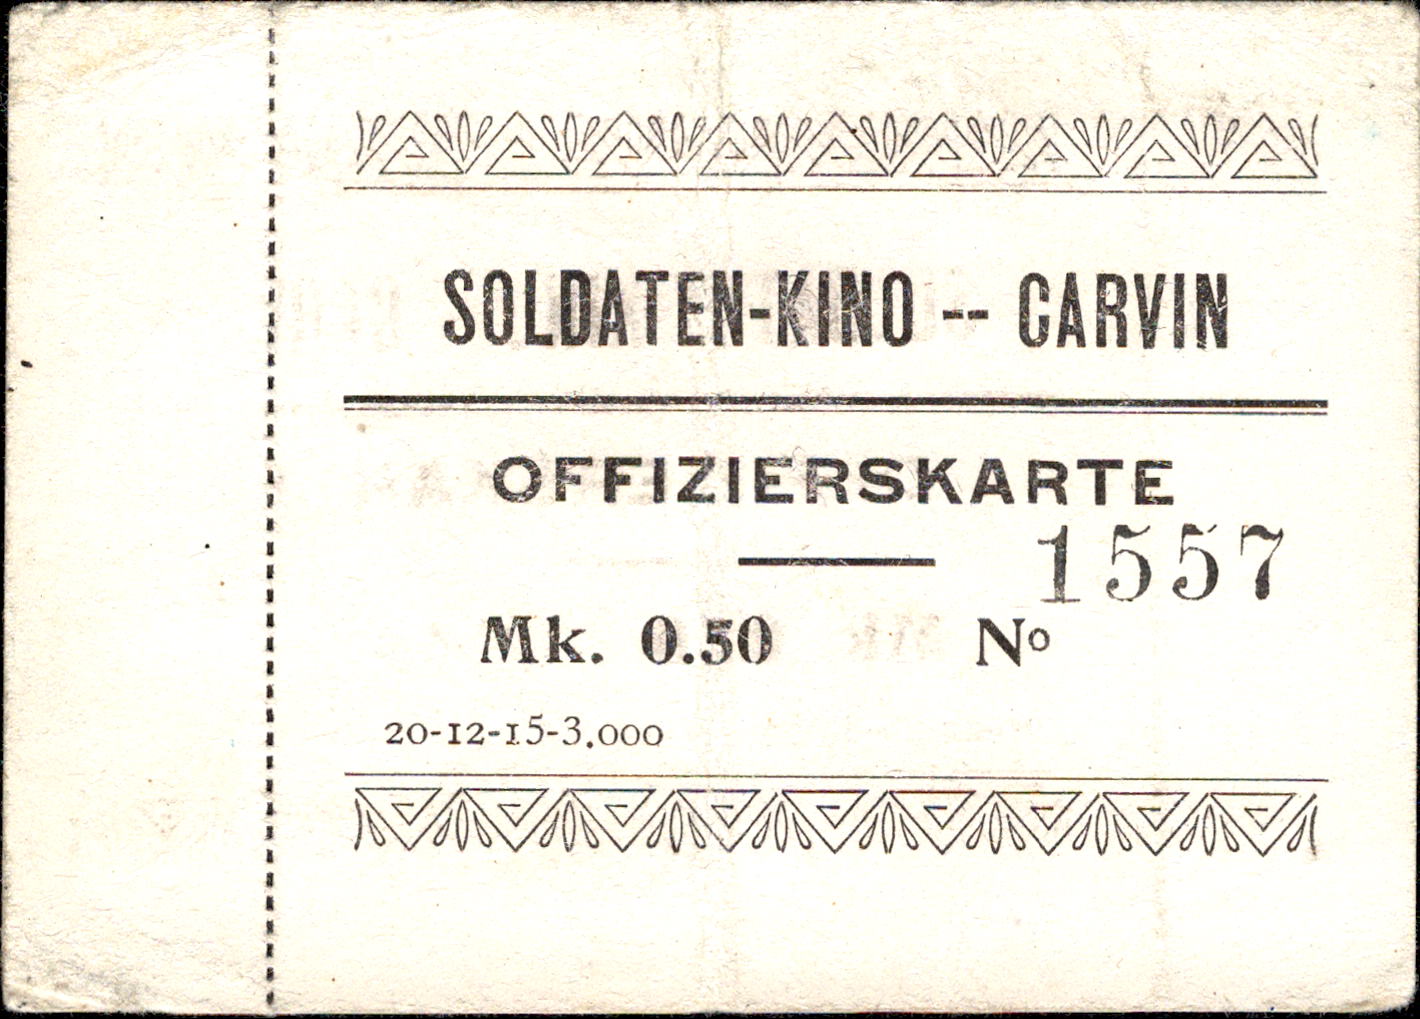 SOLDATEN-KINO -- CARVIN
OFFIZIERSKARTE
1557
Mk. 0.50 Nº
20-12-15-3.000